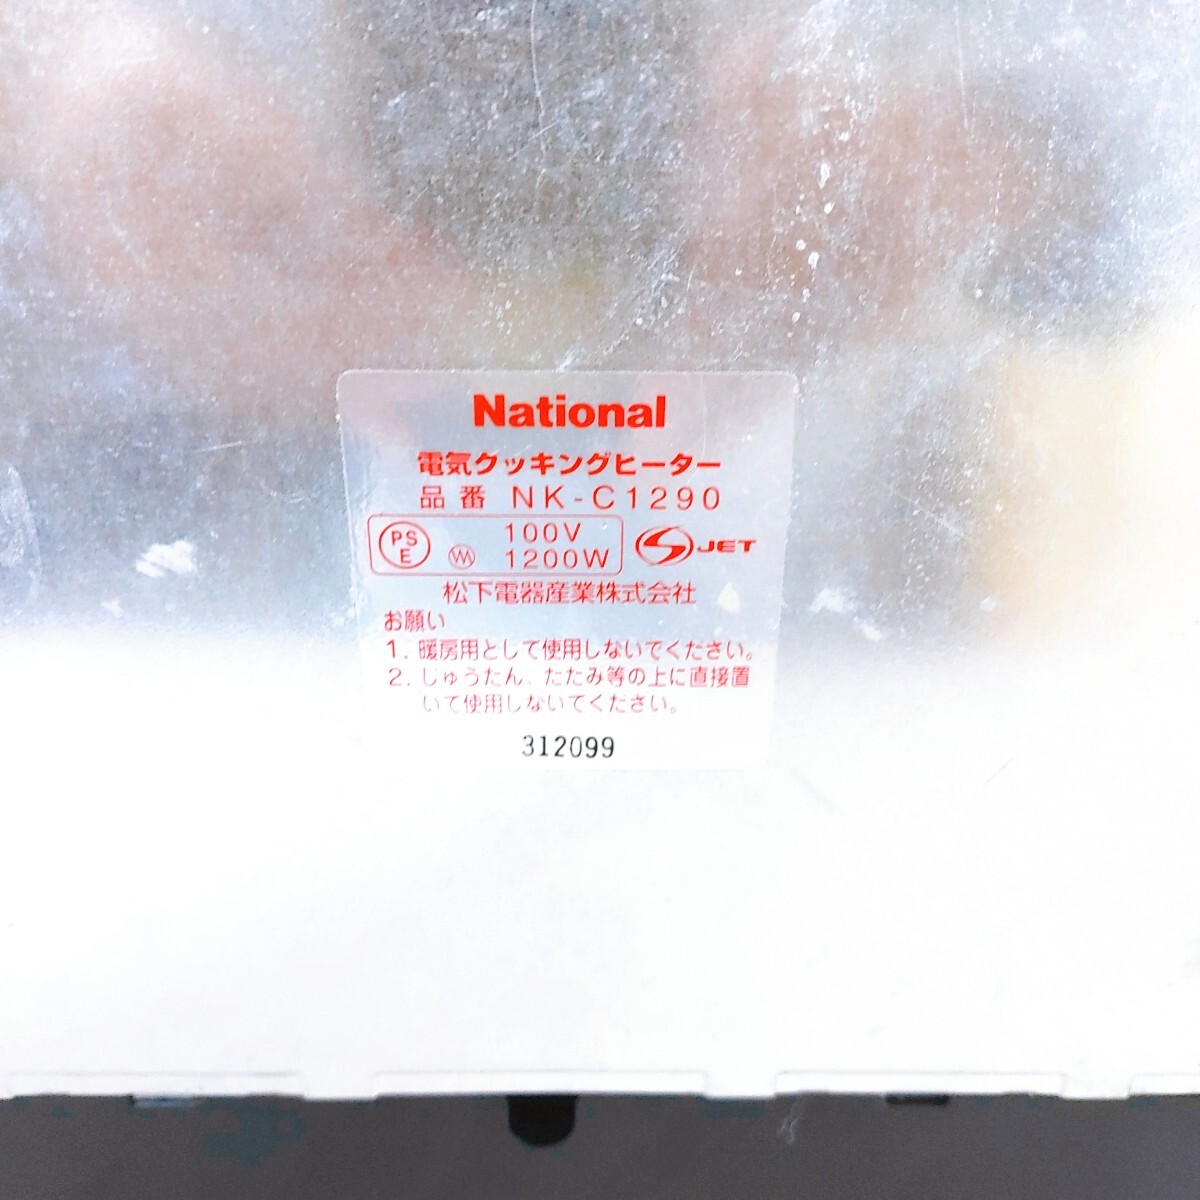 National
電気クッキングヒーター
品番 NK-C1290
PS E 100V
1200W
JET
松下電器産業株式会社
お願い
1. 暖房用として使用しないでください。
2. じゅうたん、たたみ等の上に直接置
いて使用しないでください。
312099